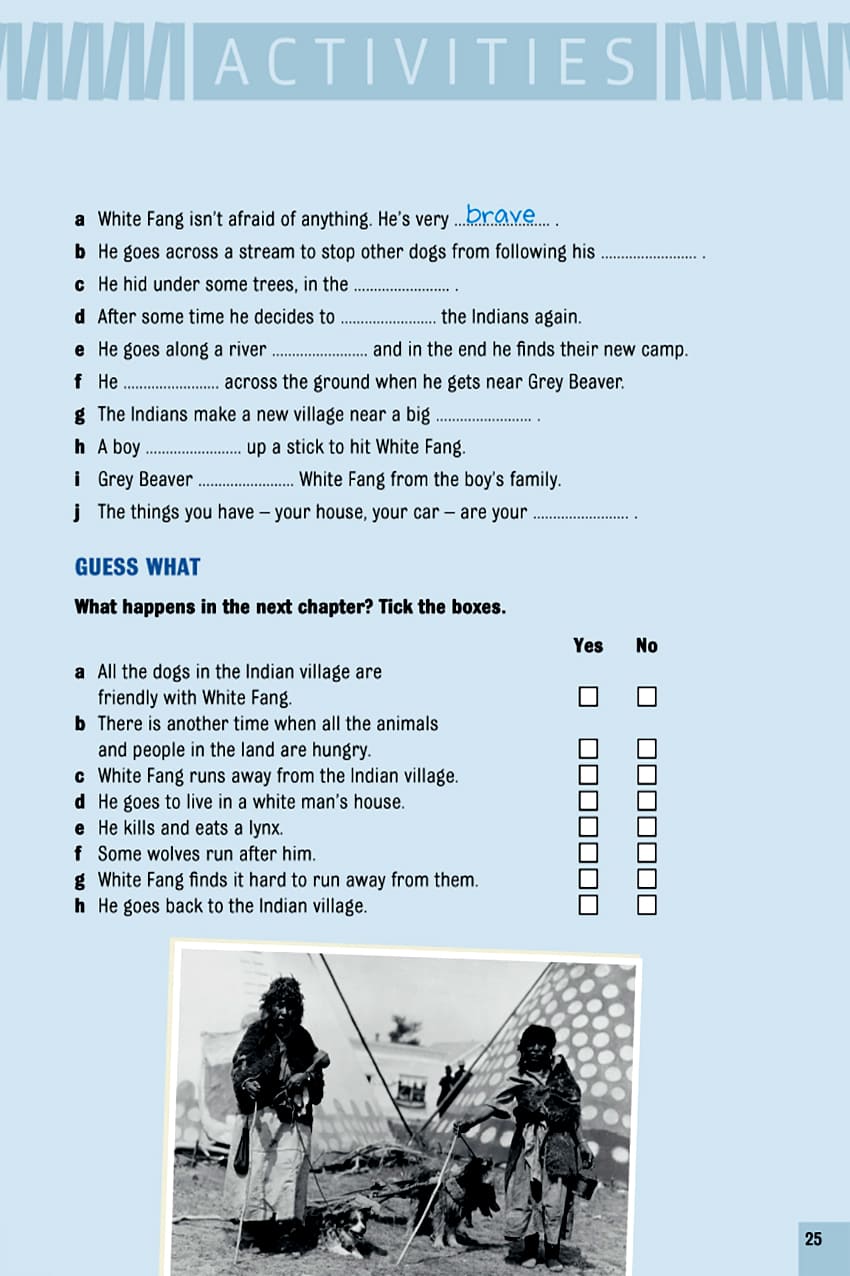 ACTIVITIES
a White Fang isn't afraid of anything. He's very ...brave... .
b He goes across a stream to stop other dogs from following his ........................ .
c He hid under some trees, in the ........................ .
d After some time he decides to ........................ the Indians again.
e He goes along a river ........................ and in the end he finds their new camp.
f He ........................ across the ground when he gets near Grey Beaver.
g The Indians make a new village near a big ........................ .
h A boy ........................ up a stick to hit White Fang.
i Grey Beaver ........................ White Fang from the boy's family.
j The things you have – your house, your car – are your ........................ .
GUESS WHAT
What happens in the next chapter? Tick the boxes.
Yes No
a All the dogs in the Indian village are
friendly with White Fang.
b There is another time when all the animals
and people in the land are hungry.
c White Fang runs away from the Indian village.
d He goes to live in a white man's house.
e He kills and eats a lynx.
f Some wolves run after him.
g White Fang finds it hard to run away from them.
h He goes back to the Indian village.
25